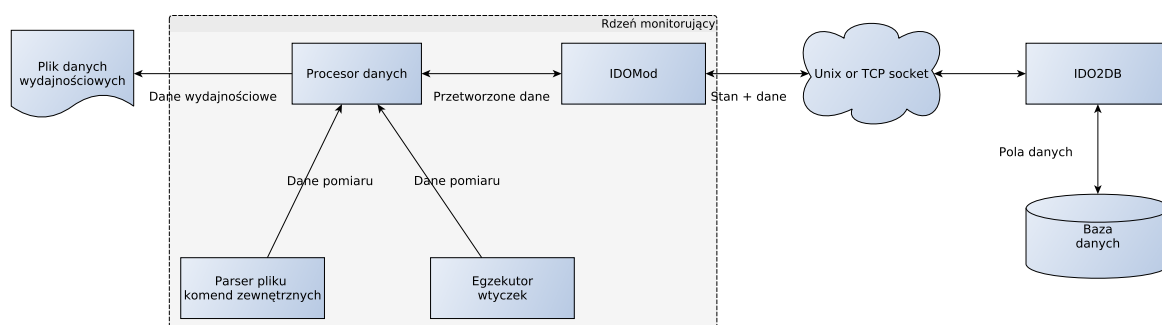 Rdzeń monitorujący
Plik danych
wydajnościowych
Procesor danych
IDOMod
Unix or TCP socket
IDO2DB
Dane wydajnościowe
Przetworzone dane
Stan + dane
Pola danych
Dane pomiaru
Dane pomiaru
Baza
danych
Parser pliku
komend zewnętrznych
Egzekutor
wtyczek